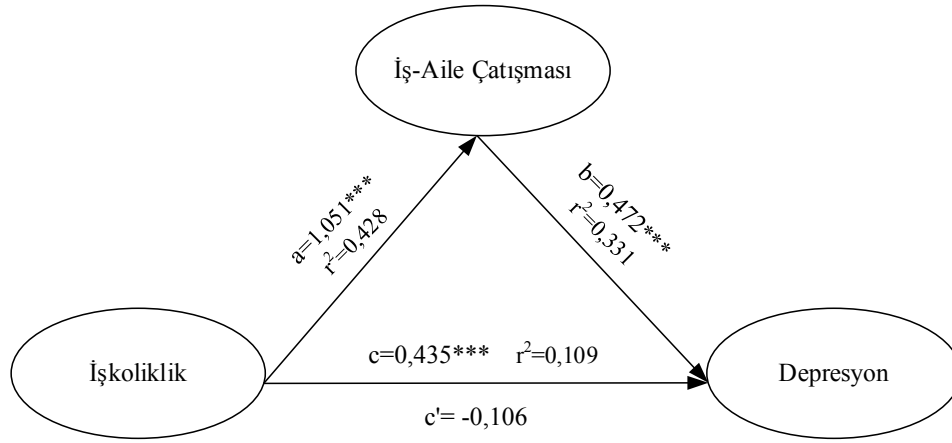 İş-Aile Çatışması
a=1,051***
r²=0,428
b=0,472***
r²=0,331
İşkoliklik
c=0,435*** r²=0,109
Depresyon
c'= -0,106